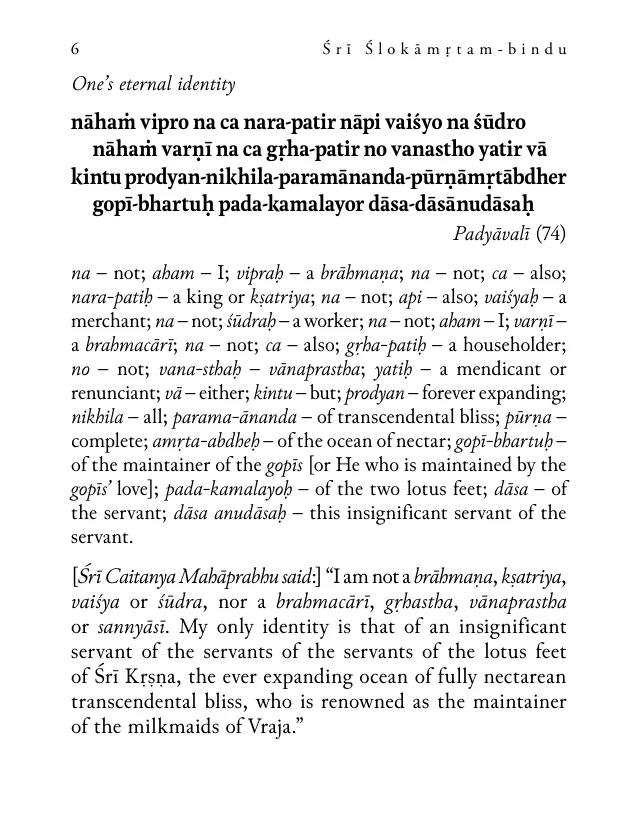 6
Śrī Ślokāmṛtam-bindu
One’s eternal identity
nāhaṁ vipro na ca nara-patir nāpi vaiśyo na śūdro
nāhaṁ varṇī na ca gṛha-patir no vanastho yatir vā
kintu prodyan-nikhila-paramānanda-pūrṇāmṛtābdher
gopī-bhartuḥ pada-kamalayor dāsa-dāsānudāsaḥ
Padyāvalī (74)
na – not; aham – I; vipraḥ – a brāhmaṇa; na – not; ca – also;
nara-patiḥ – a king or kṣatriya; na – not; api – also; vaiśyaḥ – a
merchant; na – not; śūdraḥ – a worker; na – not; aham – I; varṇī –
a brahmacārī; na – not; ca – also; gṛha-patiḥ – a householder;
no – not; vana-sthaḥ – vānaprastha; yatiḥ – a mendicant or
renunciant; vā – either; kintu – but; prodyan – forever expanding;
nikhila – all; parama-ānanda – of transcendental bliss; pūrṇa –
complete; amṛta-abdheḥ – of the ocean of nectar; gopī-bhartuḥ –
of the maintainer of the gopīs [or He who is maintained by the
gopīs’ love]; pada-kamalayoḥ – of the two lotus feet; dāsa – of
the servant; dāsa anudāsaḥ – this insignificant servant of the
servant.
[Śrī Caitanya Mahāprabhu said:] “I am not a brāhmaṇa, kṣatriya,
vaiśya or śūdra, nor a brahmacārī, gṛhastha, vānaprastha
or sannyāsī. My only identity is that of an insignificant
servant of the servants of the servants of the lotus feet
of Śrī Kṛṣṇa, the ever expanding ocean of fully nectarean
transcendental bliss, who is renowned as the maintainer
of the milkmaids of Vraja.”